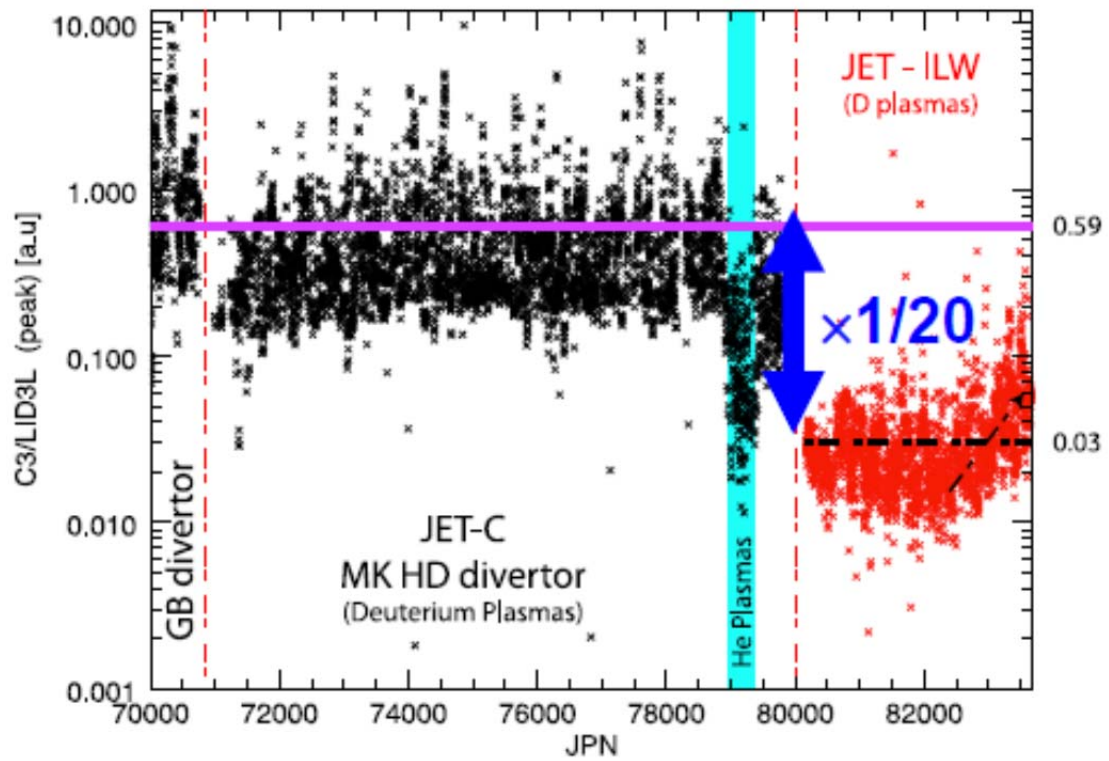 10.000
1.000
0,100
0.010
0.001
C3/LID3L (peak) [a.u]
70000 72000 74000 76000 78000 80000 82000
JPN
GB divertor
JET-C
MK HD divertor
(Deuterium Plasmas)
He Plasmas
JET - ILW
(D plasmas)
×1/20
0.59
0.03